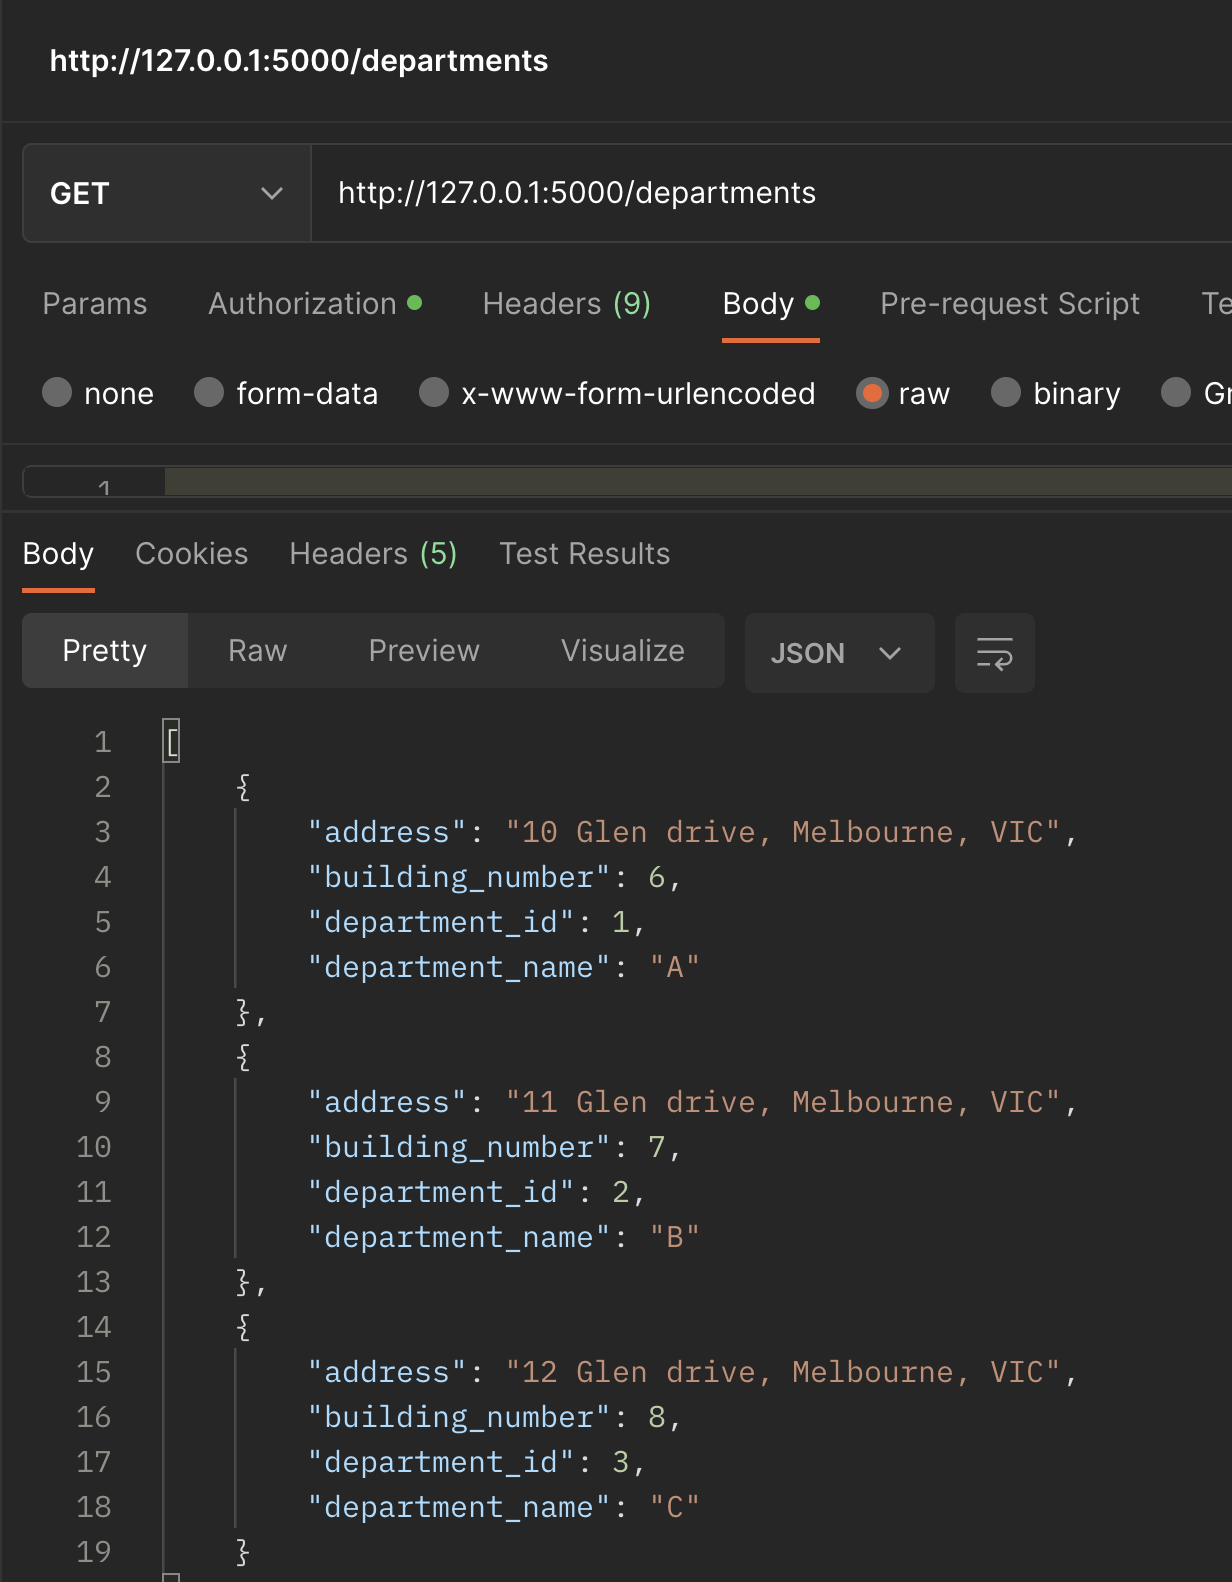 http://127.0.0.1:5000/departments
GET http://127.0.0.1:5000/departments
Params Authorization Headers (9) Body Pre-request Script Te
none form-data x-www-form-urlencoded raw binary Gr
1
Body Cookies Headers (5) Test Results
Pretty Raw Preview Visualize JSON
1 [
2 {
3 "address": "10 Glen drive, Melbourne, VIC",
4 "building_number": 6,
5 "department_id": 1,
6 "department_name": "A"
7 },
8 {
9 "address": "11 Glen drive, Melbourne, VIC",
10 "building_number": 7,
11 "department_id": 2,
12 "department_name": "B"
13 },
14 {
15 "address": "12 Glen drive, Melbourne, VIC",
16 "building_number": 8,
17 "department_id": 3,
18 "department_name": "C"
19 }